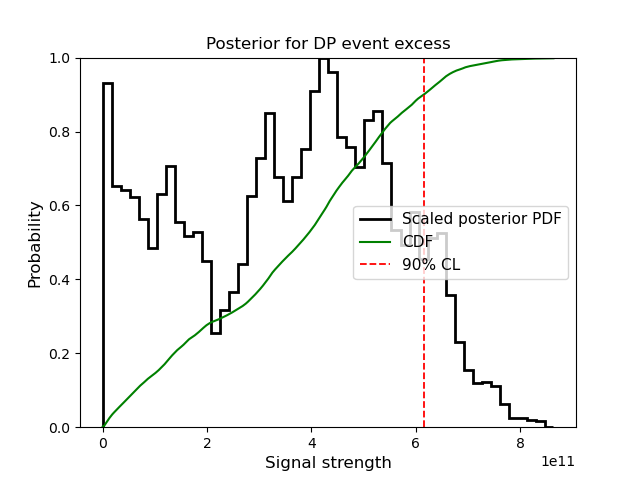 Posterior for DP event excess
Probability
1.0
0.8
0.6
0.4
0.2
0.0
Scaled posterior PDF
CDF
90% CL
0 2 4 6 8
1e11
Signal strength